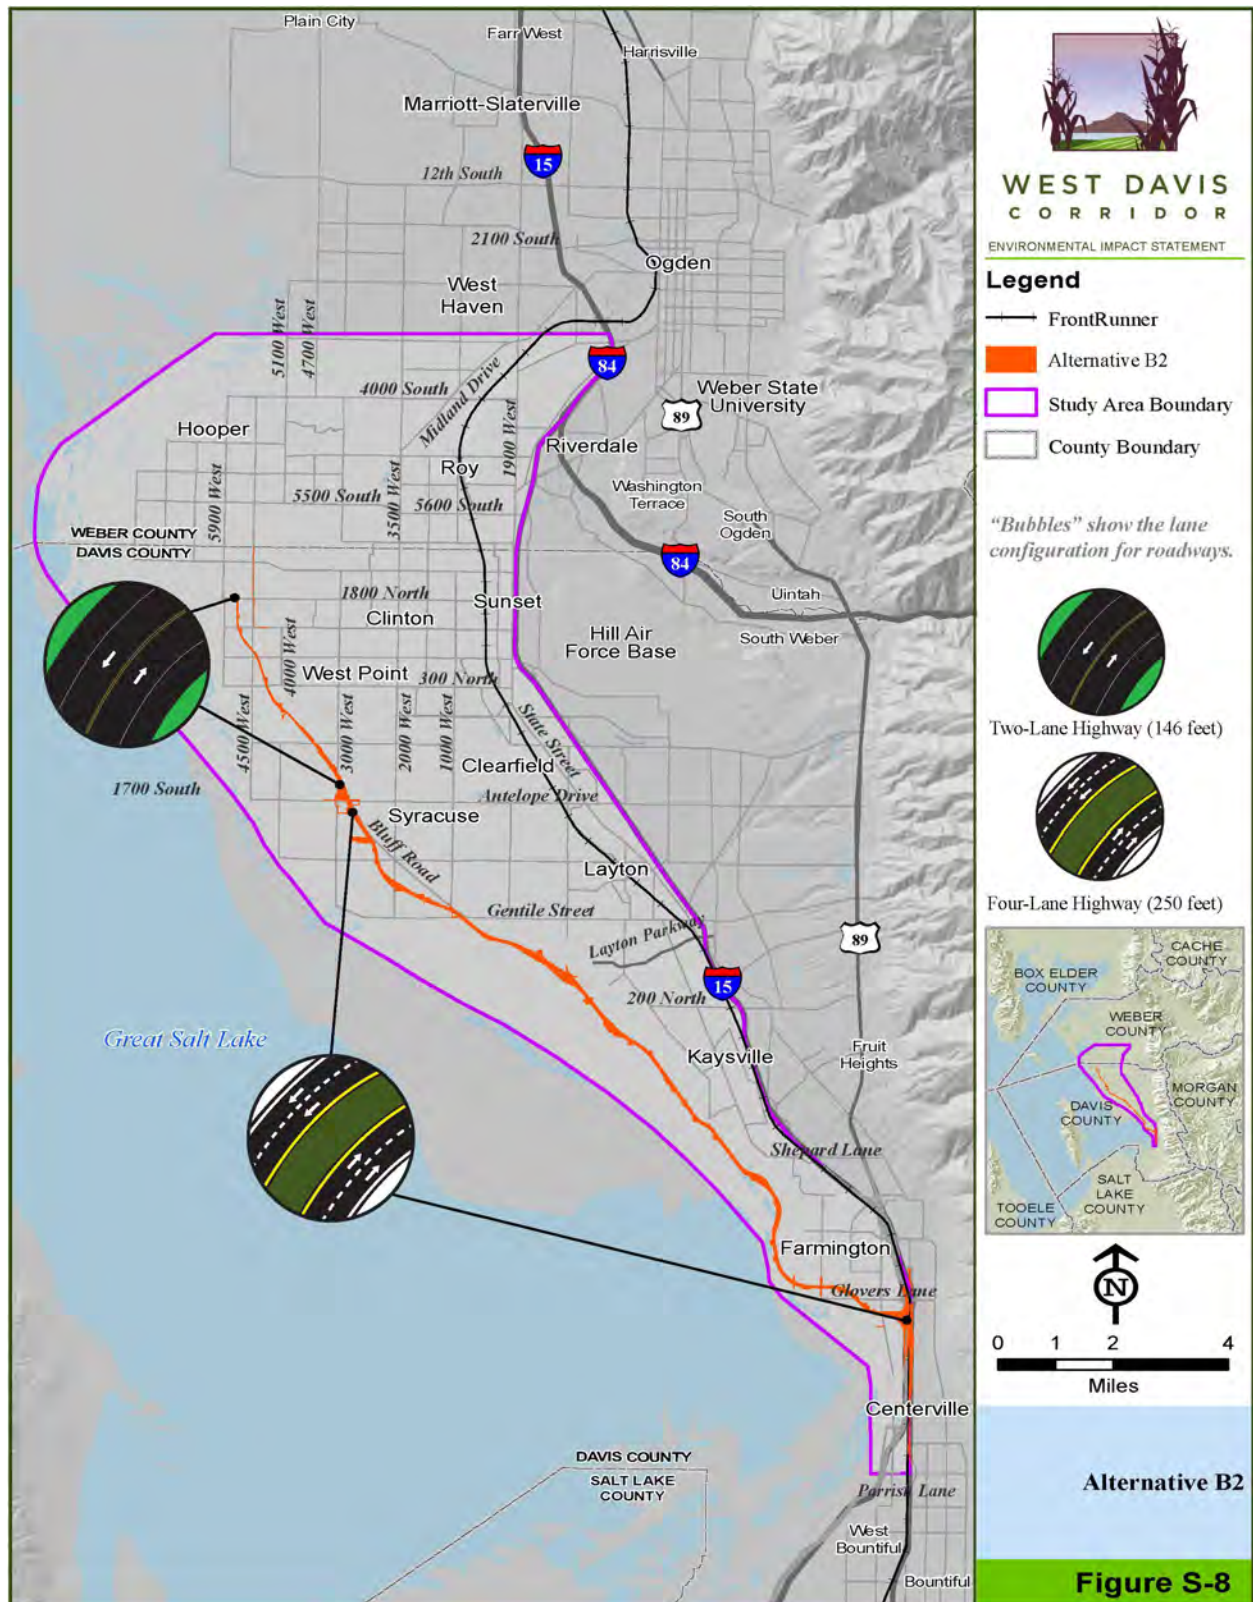 Plain City
Farr West
Harrisville
Marriott-Slaterville
15
12th South
2100 South
Ogden
West
Haven
5100 West
4700 West
84
Midland Drive
4000 South
Weber State
University
89
1900 West
Hooper
Riverdale
Roy
5900 West
3500 West
5500 South
5600 South
Washington
Terrace
South
Ogden
WEBER COUNTY
DAVIS COUNTY
84
1800 North
Sunset
Uintah
Clinton
Hill Air
Force Base
South Weber
4000 West
West Point
300 North
4500 West
3000 West
2000 West
1000 West
State Street
Clearfield
1700 South
Antelope Drive
Syracuse
Bluff Road
Layton
Gentile Street
Layton Parkway
89
15
200 North
Great Salt Lake
Kaysville
Fruit
Heights
Shepard Lane
Farmington
Glovers Lane
Centerville
DAVIS COUNTY
SALT LAKE
COUNTY
Parrish Lane
West
Bountiful
Bountiful
WEST DAVIS
CORRIDOR
ENVIRONMENTAL IMPACT STATEMENT
Legend
FrontRunner
Alternative B2
Study Area Boundary
County Boundary
“Bubbles” show the lane
configuration for roadways.
Two-Lane Highway (146 feet)
Four-Lane Highway (250 feet)
CACHE
COUNTY
BOX ELDER
COUNTY
WEBER
COUNTY
MORGAN
COUNTY
DAVIS
COUNTY
SALT
LAKE
COUNTY
TOOELE
COUNTY
N
0 1 2 4
Miles
Alternative B2
Figure S-8